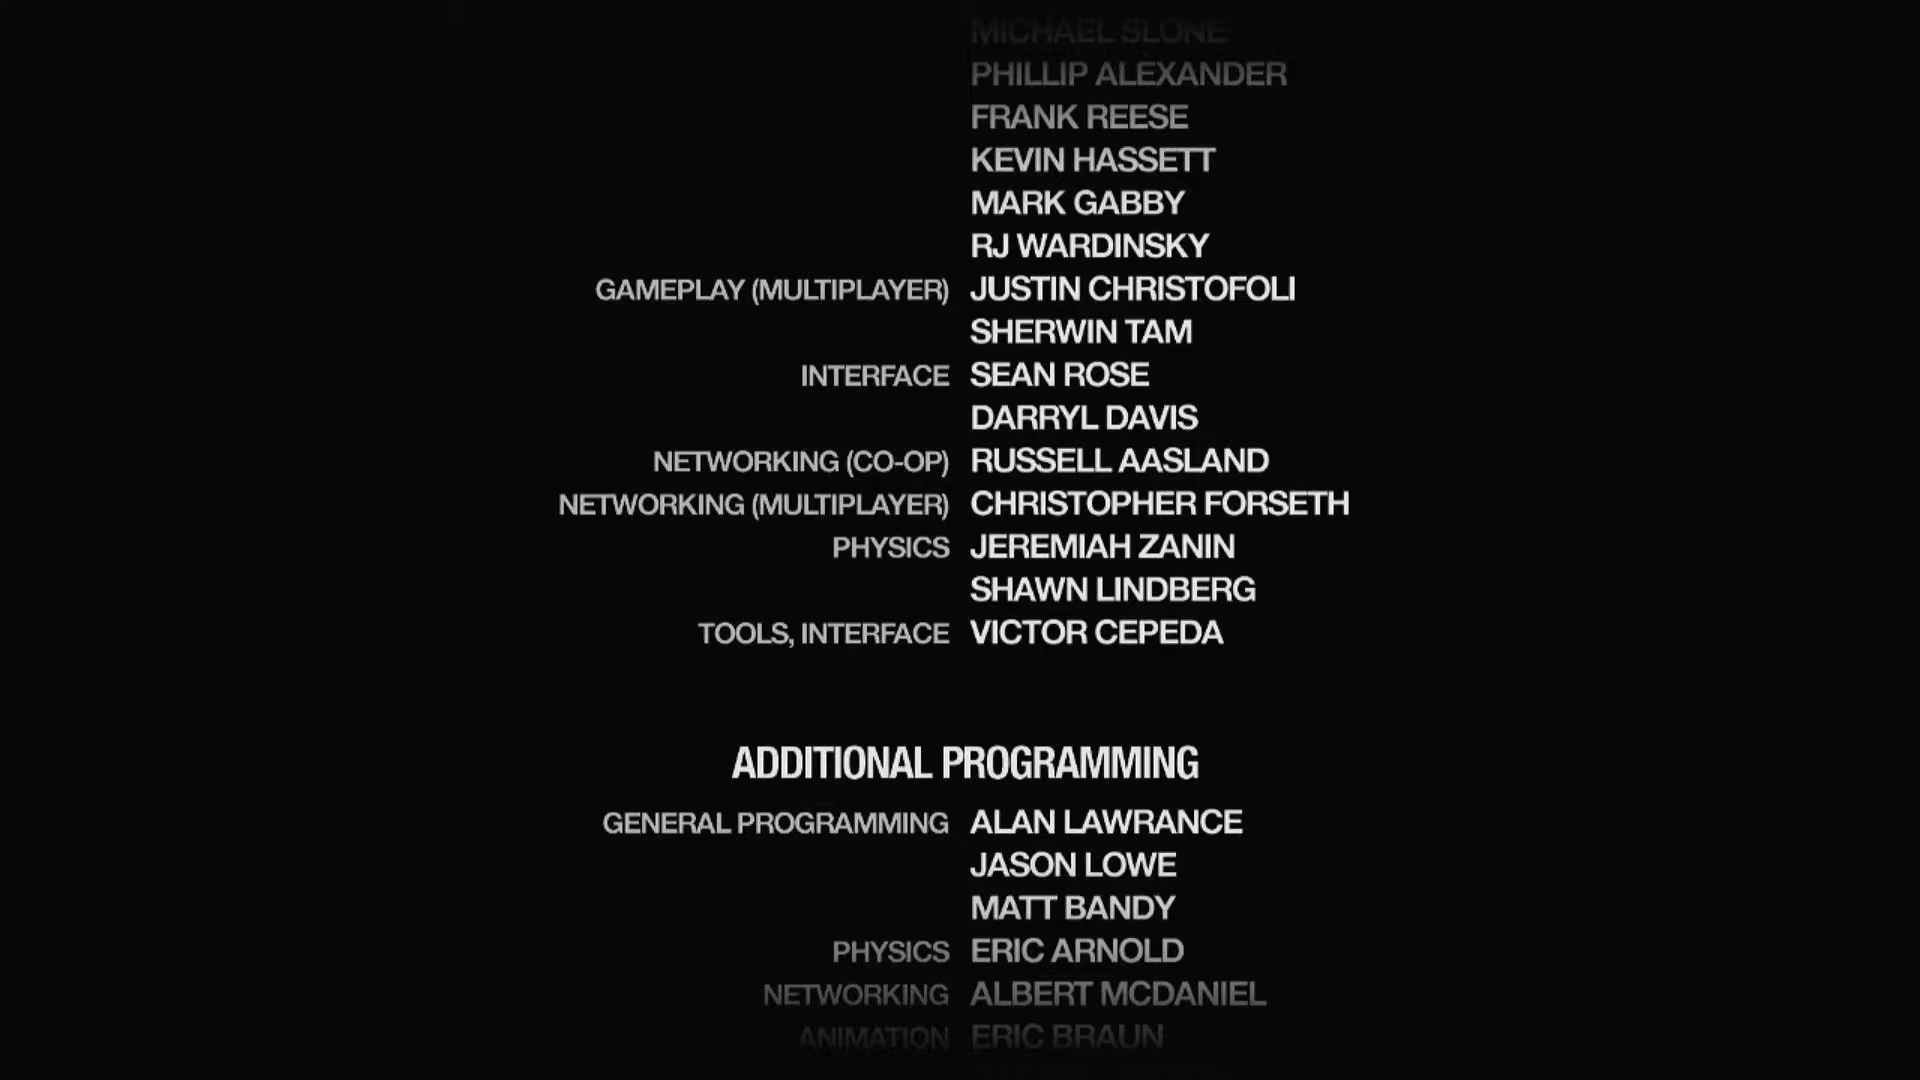 MICHAEL SLONE
PHILLIP ALEXANDER
FRANK REESE
KEVIN HASSETT
MARK GABBY
RJ WARDINSKY
GAMEPLAY (MULTIPLAYER) JUSTIN CHRISTOFOLI
SHERWIN TAM
INTERFACE SEAN ROSE
DARRYL DAVIS
NETWORKING (CO-OP) RUSSELL AASLAND
NETWORKING (MULTIPLAYER) CHRISTOPHER FORSETH
PHYSICS JEREMIAH ZANIN
SHAWN LINDBERG
TOOLS, INTERFACE VICTOR CEPEDA
ADDITIONAL PROGRAMMING
GENERAL PROGRAMMING ALAN LAWRANCE
JASON LOWE
MATT BANDY
PHYSICS ERIC ARNOLD
NETWORKING ALBERT MCDANIEL
ANIMATION ERIC BRAUN